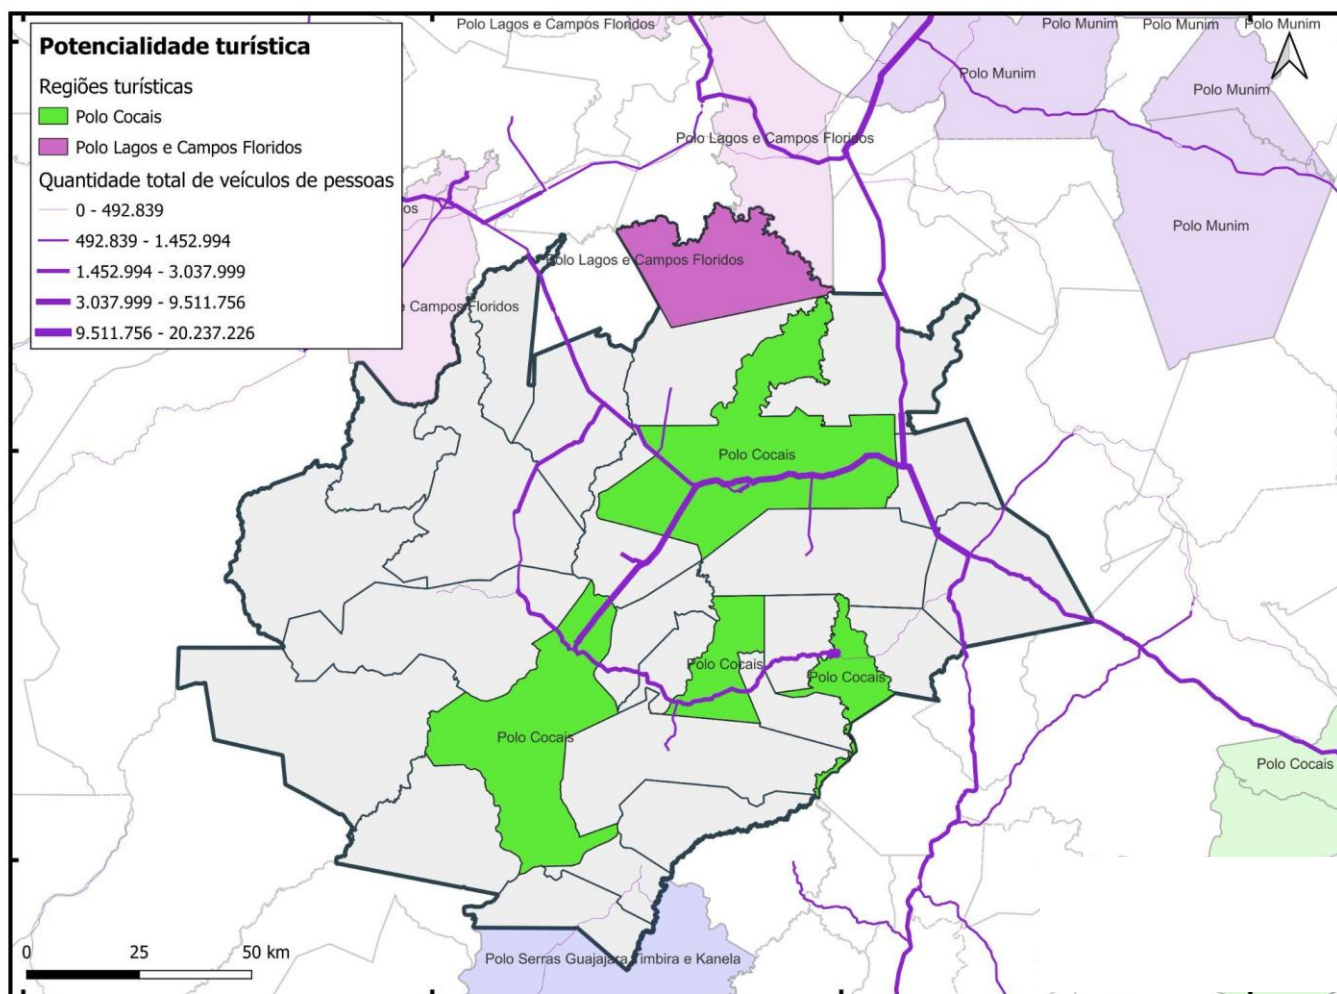 Polo Lagos e Campos Floridos
Polo Munim
Polo Munim
Polo Munim
Potencialidade turística
Regiões turísticas
Polo Cocais
Polo Lagos e Campos Floridos
Quantidade total de veículos de pessoas
0 - 492.839
492.839 - 1.452.994
1.452.994 - 3.037.999
3.037.999 - 9.511.756
9.511.756 - 20.237.226
Polo Munim
Polo Munim
Polo Lagos e Campos Floridos
os
Polo Munim
Polo Lagos e Campos Floridos
e Campos Floridos
Polo Cocais
Polo Cocais
Polo Cocais
Polo Cocais
Polo Cocais
Polo Serras Guajajara Timbira e Kanela
0 25 50 km